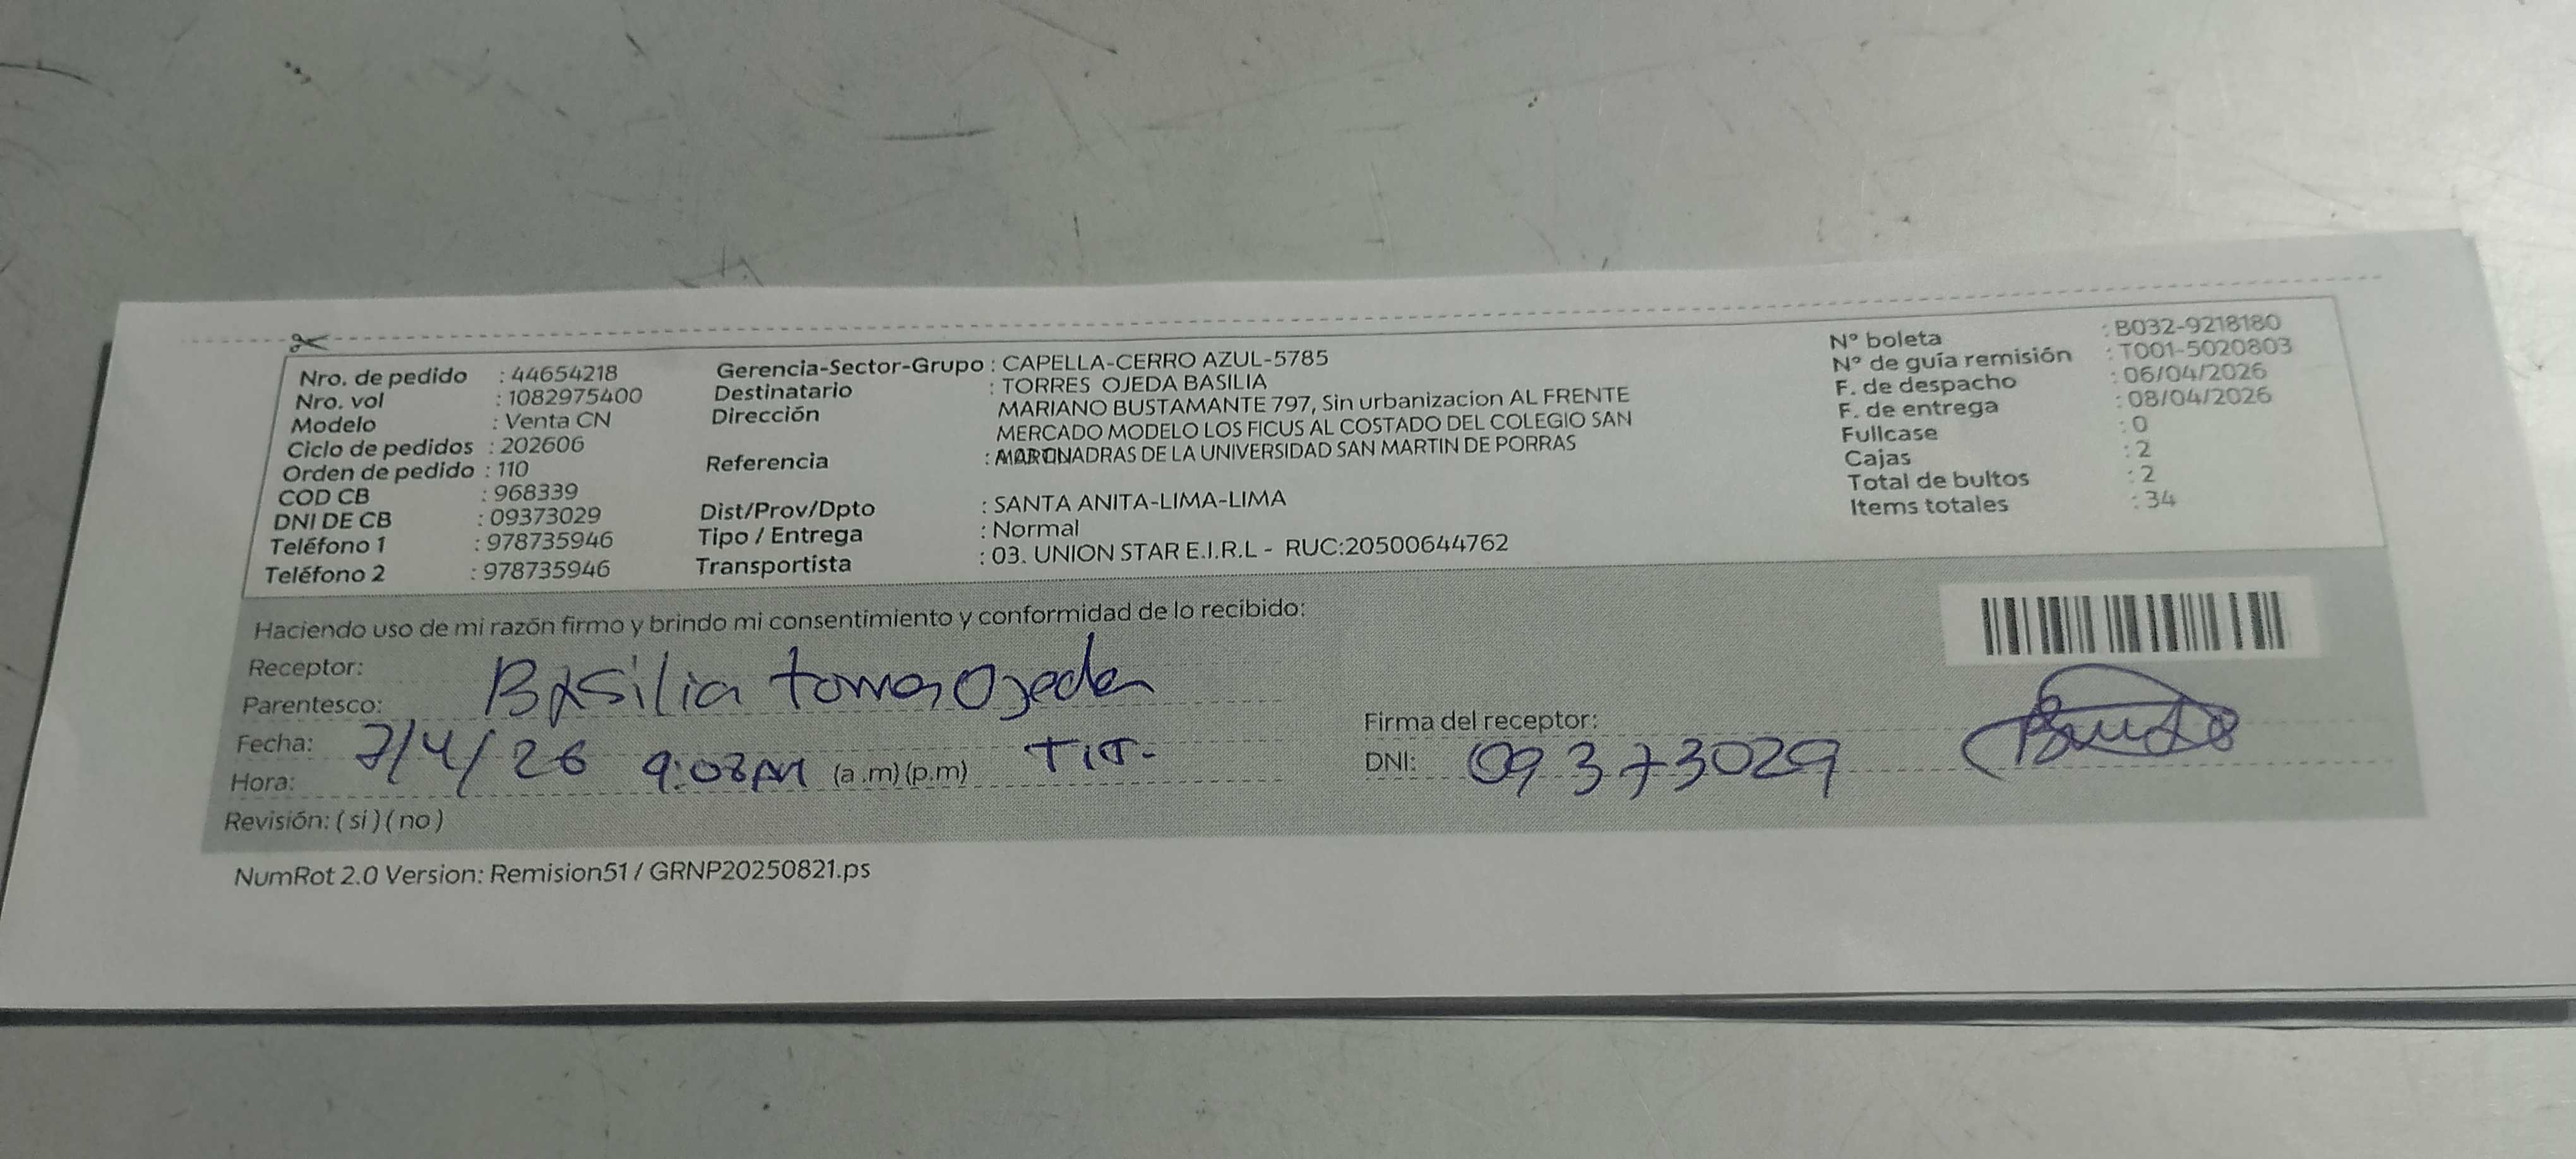 Nro. de pedido : 44654218
Nro. vol : 1082975400
Modelo : Venta CN
Ciclo de pedidos : 202606
Orden de pedido : 110
COD CB : 968339
DNI DE CB : 09373029
Teléfono 1 : 978735946
Teléfono 2 : 978735946
Gerencia-Sector-Grupo : CAPELLA-CERRO AZUL-5785
Destinatario : TORRES OJEDA BASILIA
Dirección MARIANO BUSTAMANTE 797, Sin urbanizacion AL FRENTE
MERCADO MODELO LOS FICUS AL COSTADO DEL COLEGIO SAN
Referencia : DE LA UNIVERSIDAD SAN MARTIN DE PORRAS
Dist/Prov/Dpto : SANTA ANITA-LIMA-LIMA
Tipo / Entrega : Normal
Transportista : 03. UNION STAR E.I.R.L - RUC:20500644762
N° boleta : B032-9218180
N° de guía remisión : T001-5020803
F. de despacho : 06/04/2026
F. de entrega : 08/04/2026
Fullcase : 0
Cajas : 2
Total de bultos : 2
Items totales : 34
Haciendo uso de mi razón firmo y brindo mi consentimiento y conformidad de lo recibido:
Receptor: Basilia Ojeda
Parentesco:
Fecha: 7/4/26
Hora: 9:08 AM (a .m) (p.m) TIT.
Revisión: ( si ) ( no )
Firma del receptor:
DNI: 09373029
NumRot 2.0 Version: Remision51 / GRNP20250821.ps